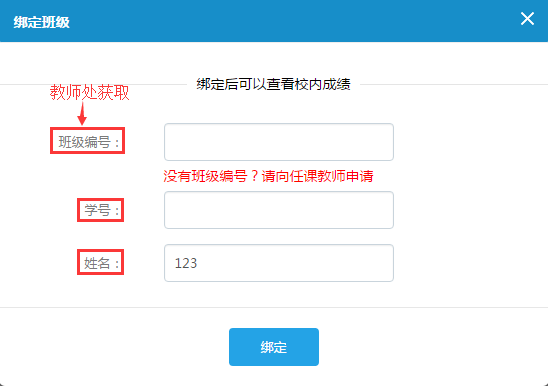 绑定班级
绑定后可以查看校内成绩
教师处获取
班级编号：
没有班级编号？请向任课教师申请
学号：
姓名：
123
绑定